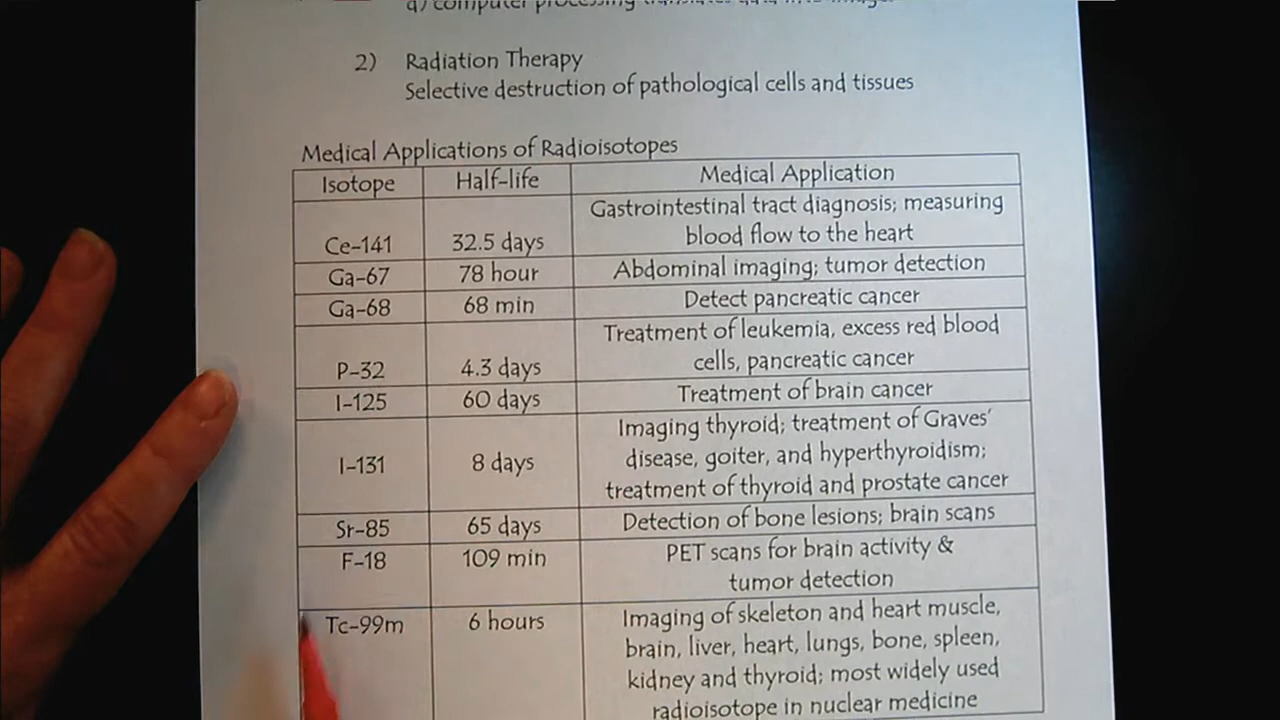 2) Radiation Therapy
Selective destruction of pathological cells and tissues
Medical Applications of Radioisotopes
Isotope Half-life Medical Application
Ce-141 32.5 days Gastrointestinal tract diagnosis; measuring
blood flow to the heart
Ga-67 78 hour Abdominal imaging; tumor detection
Ga-68 68 min Detect pancreatic cancer
P-32 4.3 days Treatment of leukemia, excess red blood
cells, pancreatic cancer
I-125 60 days Treatment of brain cancer
I-131 8 days Imaging thyroid; treatment of Graves'
disease, goiter, and hyperthyroidism;
treatment of thyroid and prostate cancer
Sr-85 65 days Detection of bone lesions; brain scans
F-18 109 min PET scans for brain activity &
tumor detection
Tc-99m 6 hours Imaging of skeleton and heart muscle,
brain, liver, heart, lungs, bone, spleen,
kidney and thyroid; most widely used
radioisotope in nuclear medicine